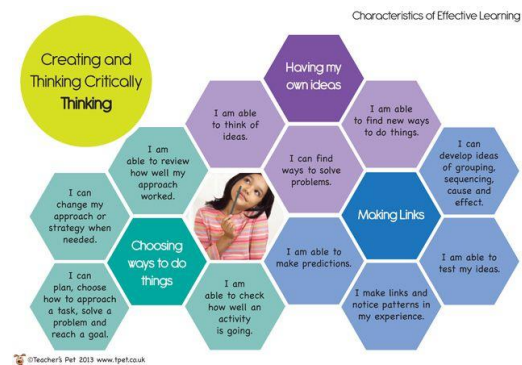 Characteristics of Effective Learning
Creating and
Thinking Critically
Thinking
Having my
own ideas
I am able
to think of
ideas.
I am able
to find new ways
to do things.
I can find
ways to solve
problems.
I am
able to review
how well my
approach
worked.
I can
change my
approach or
strategy when
needed.
Choosing
ways to do
things
I can
plan, choose
how to approach
a task, solve a
problem and
reach a goal.
I am
able to check
how well an
activity
is going.
Making Links
I can
develop ideas
of grouping,
sequencing,
cause and
effect.
I am able to
make predictions.
I am able to
test my ideas.
I make links and
notice patterns in
my experience.
©Teacher's Pet 2013 www.tpet.co.uk